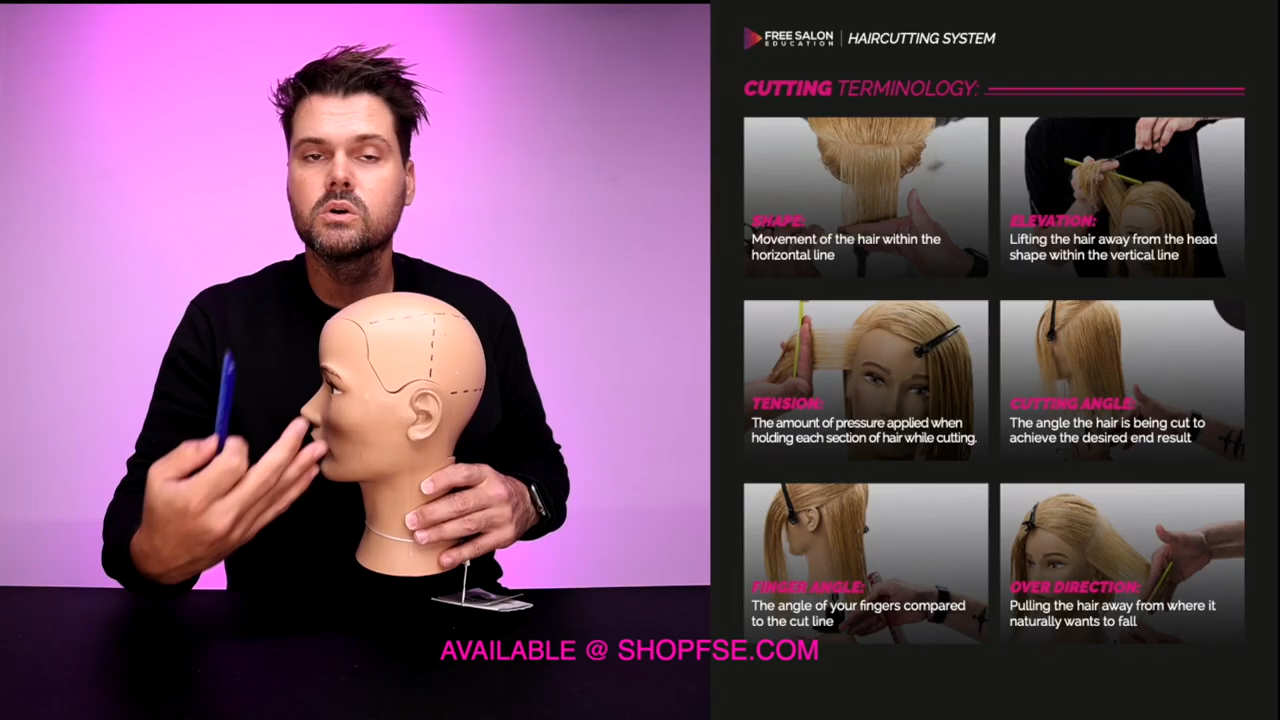 FREE SALON
EDUCATION
HAIRCUTTING SYSTEM
CUTTING TERMINOLOGY:
SHAPE:
Movement of the hair within the
horizontal line
ELEVATION:
Lifting the hair away from the head
shape within the vertical line
TENSION:
The amount of pressure applied when
holding each section of hair while cutting.
CUTTING ANGLE:
The angle the hair is being cut to
achieve the desired end result
FINGER ANGLE:
The angle of your fingers compared
to the cut line
OVER DIRECTION:
Pulling the hair away from where it
naturally wants to fall
AVAILABLE @ SHOPFSE.COM